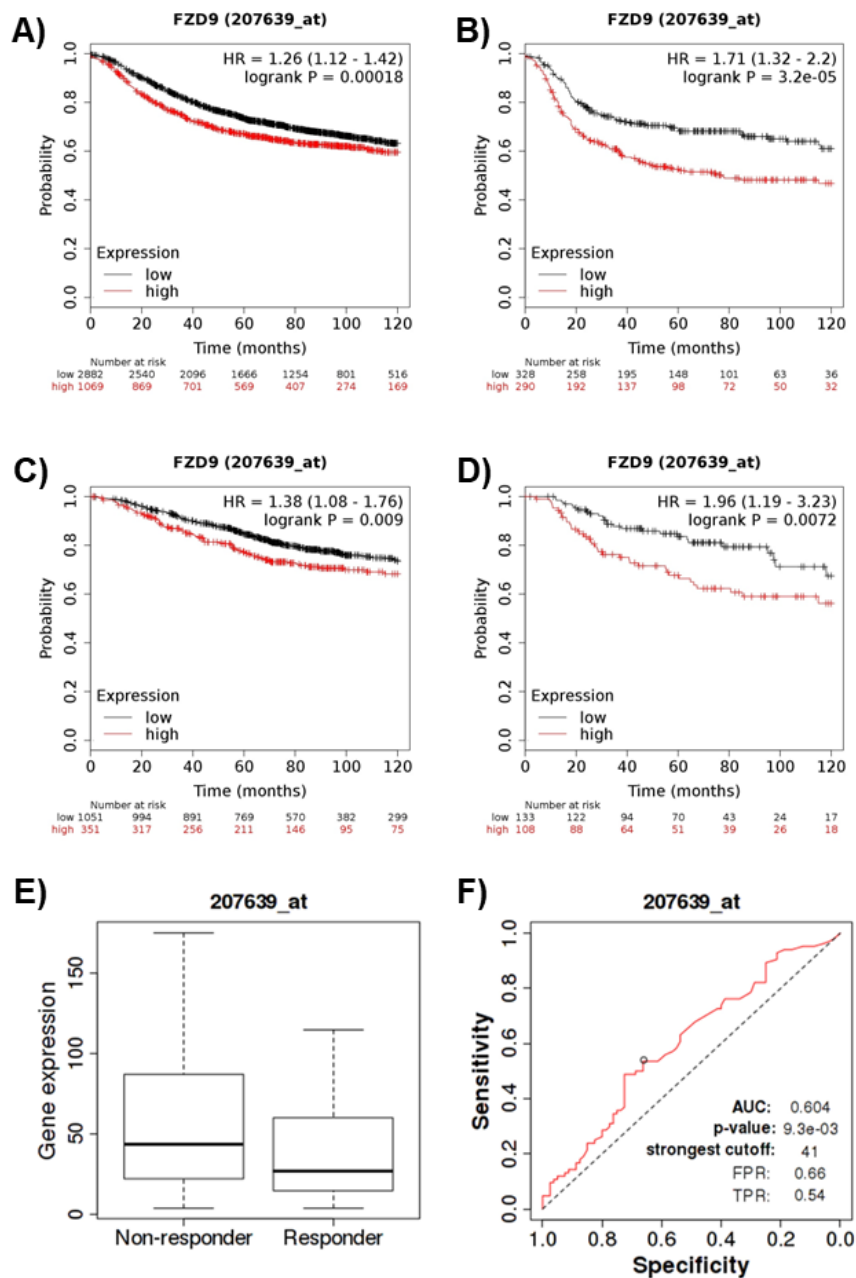 A)
FZD9 (207639_at)
HR = 1.26 (1.12 - 1.42)
logrank P = 0.00018
Probability
1.0
0.8
0.6
0.4
0.2
0.0
Expression
low
high
0 20 40 60 80 100 120
Time (months)
Number at risk
low 2882 2540 2096 1666 1254 801 516
high 1069 869 701 569 407 274 169
B)
FZD9 (207639_at)
HR = 1.71 (1.32 - 2.2)
logrank P = 3.2e-05
Probability
1.0
0.8
0.6
0.4
0.2
0.0
Expression
low
high
0 20 40 60 80 100 120
Time (months)
Number at risk
low 328 258 195 148 101 63 36
high 290 192 137 98 72 50 32
C)
FZD9 (207639_at)
HR = 1.38 (1.08 - 1.76)
logrank P = 0.009
Probability
1.0
0.8
0.6
0.4
0.2
0.0
Expression
low
high
0 20 40 60 80 100 120
Time (months)
Number at risk
low 1051 994 891 769 570 382 299
high 351 317 256 211 146 95 75
D)
FZD9 (207639_at)
HR = 1.96 (1.19 - 3.23)
logrank P = 0.0072
Probability
1.0
0.8
0.6
0.4
0.2
0.0
Expression
low
high
0 20 40 60 80 100 120
Time (months)
Number at risk
low 133 122 94 70 43 24 17
high 108 88 64 51 39 26 18
E)
207639_at
Gene expression
150
100
50
0
Non-responder Responder
F)
207639_at
Sensitivity
1.0
0.8
0.6
0.4
0.2
0.0
AUC: 0.604
p-value: 9.3e-03
strongest cutoff: 41
FPR: 0.66
TPR: 0.54
1.0 0.8 0.6 0.4 0.2 0.0
Specificity